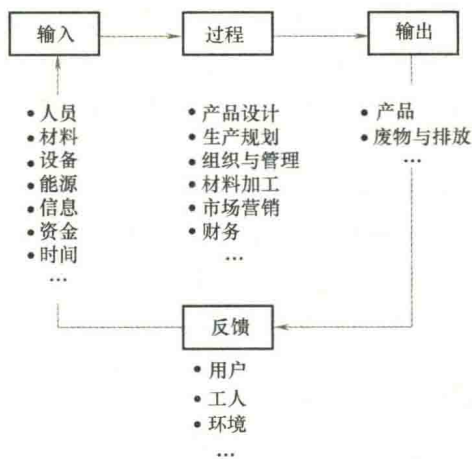 输入
过程
输出
• 人员
• 材料
• 设备
• 能源
• 信息
• 资金
• 时间
...
• 产品设计
• 生产规划
• 组织与管理
• 材料加工
• 市场营销
• 财务
...
• 产品
• 废物与排放
...
反馈
• 用户
• 工人
• 环境
...